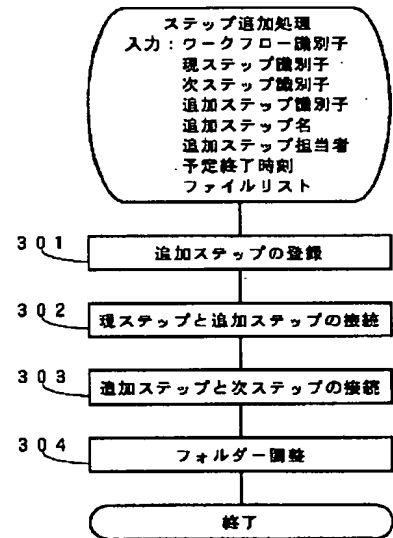 ステップ追加処理
入力:ワークフロー識別子
現ステップ識別子
次ステップ識別子
追加ステップ識別子
追加ステップ名
追加ステップ担当者
予定終了時刻
ファイルリスト
301 追加ステップの登録
302 現ステップと追加ステップの接続
303 追加ステップと次ステップの接続
304 フォルダー調整
終了